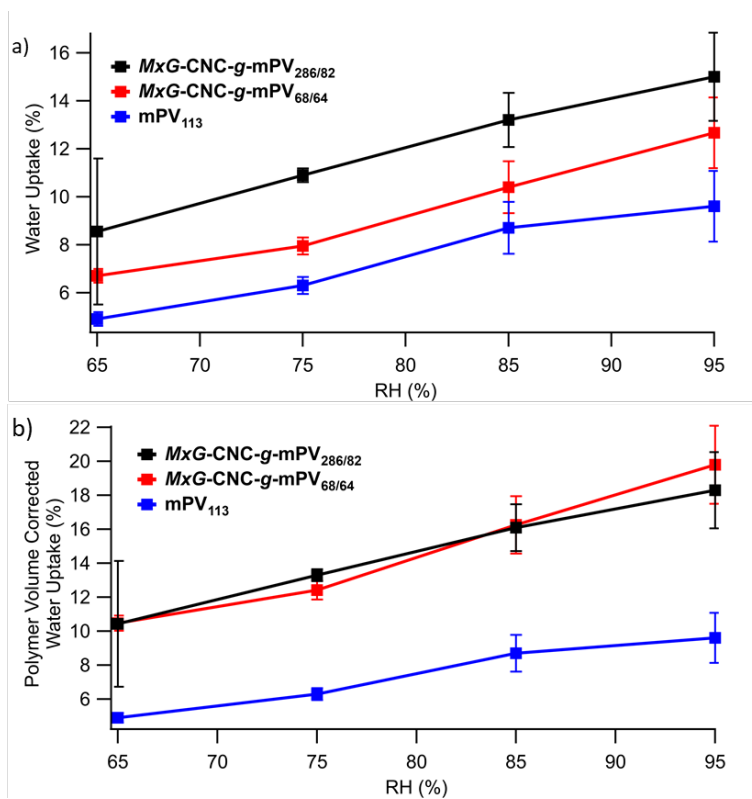 a)
Water Uptake (%)
16
14
12
10
8
6
MxG-CNC-g-mPV286/82
MxG-CNC-g-mPV68/64
mPV113
65 70 75 80 85 90 95
RH (%)
b)
Polymer Volume Corrected
Water Uptake (%)
22
20
18
16
14
12
10
8
6
MxG-CNC-g-mPV286/82
MxG-CNC-g-mPV68/64
mPV113
65 70 75 80 85 90 95
RH (%)